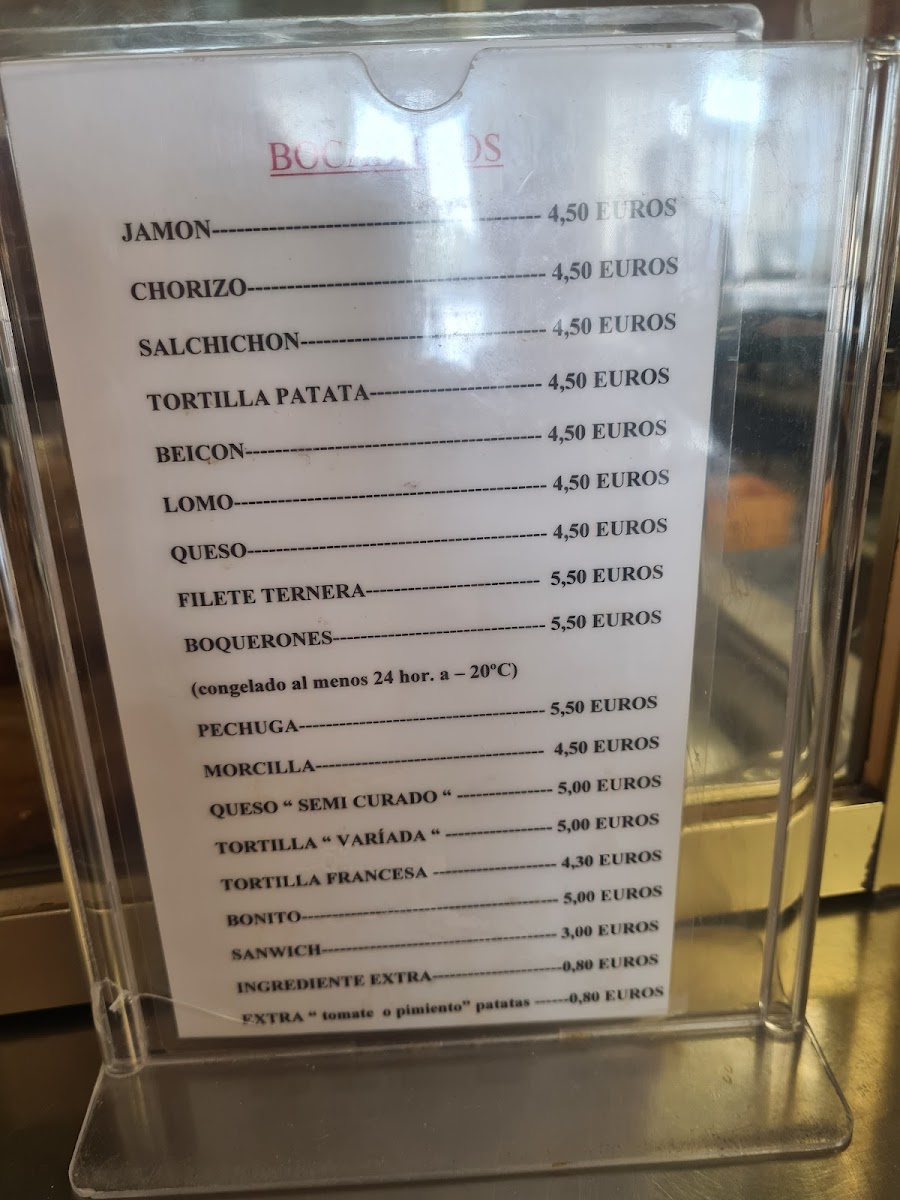 BOCADILLOS
JAMON---------------------------------------------- 4,50 EUROS
CHORIZO------------------------------------------ 4,50 EUROS
SALCHICHON----------------------------------- 4,50 EUROS
TORTILLA PATATA------------------------- 4,50 EUROS
BEICON------------------------------------------- 4,50 EUROS
LOMO--------------------------------------------- 4,50 EUROS
QUESO-------------------------------------------- 4,50 EUROS
FILETE TERNERA--------------------------- 5,50 EUROS
BOQUERONES--------------------------------- 5,50 EUROS
(congelado al menos 24 hor. a – 20ºC)
PECHUGA--------------------------------------- 5,50 EUROS
MORCILLA------------------------------------ 4,50 EUROS
QUESO “ SEMI CURADO “ --------------- 5,00 EUROS
TORTILLA “ VARÍADA “ ----------------- 5,00 EUROS
TORTILLA FRANCESA ------------------- 4,30 EUROS
BONITO---------------------------------------- 5,00 EUROS
SANWICH------------------------------------- 3,00 EUROS
INGREDIENTE EXTRA--------------------0,80 EUROS
EXTRA “ tomate o pimiento” patatas ------0,80 EUROS